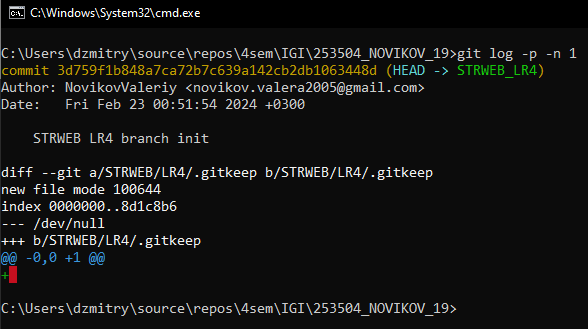 C:\Windows\System32\cmd.exe
C:\Users\dzmitry\source\repos\4sem\IGI\253504_NOVIKOV_19>git log -p -n 1
commit 3d759f1b848a7ca72b7c639a142cb2db1063448d (HEAD -> STRWEB_LR4)
Author: NovikovValeriy <novikov.valera2005@gmail.com>
Date:   Fri Feb 23 00:51:54 2024 +0300
    STRWEB LR4 branch init
diff --git a/STRWEB/LR4/.gitkeep b/STRWEB/LR4/.gitkeep
new file mode 100644
index 0000000..8d1c8b6
--- /dev/null
+++ b/STRWEB/LR4/.gitkeep
@@ -0,0 +1 @@
+
C:\Users\dzmitry\source\repos\4sem\IGI\253504_NOVIKOV_19>